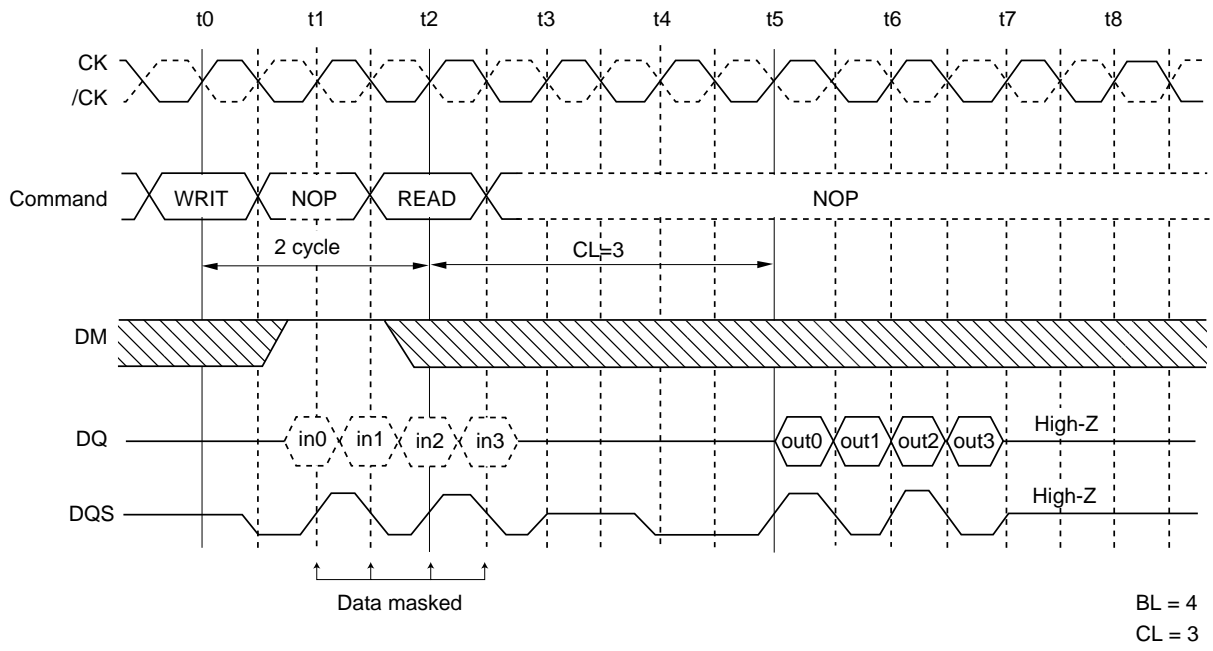 t0 t1 t2 t3 t4 t5 t6 t7 t8
CK
/CK
Command WRIT NOP READ NOP
2 cycle CL=3
DM
DQ in0 in1 in2 in3 out0 out1 out2 out3 High-Z
DQS High-Z
Data masked
BL = 4
CL = 3